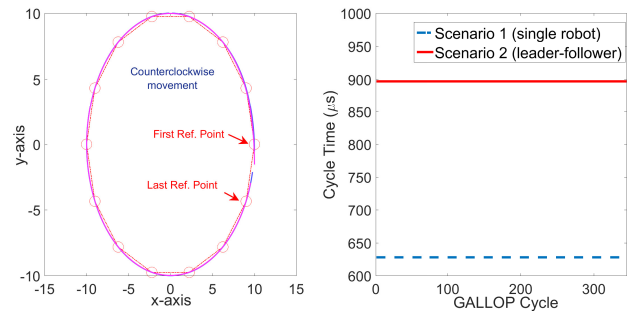 10
5
0
-5
-10
-15
-10
-5
0
5
10
15
x-axis
y-axis
Counterclockwise
movement
First Ref. Point
Last Ref. Point
1000
950
900
850
800
750
700
650
600
0
100
200
300
GALLOP Cycle
Cycle Time (μs)
Scenario 1 (single robot)
Scenario 2 (leader-follower)